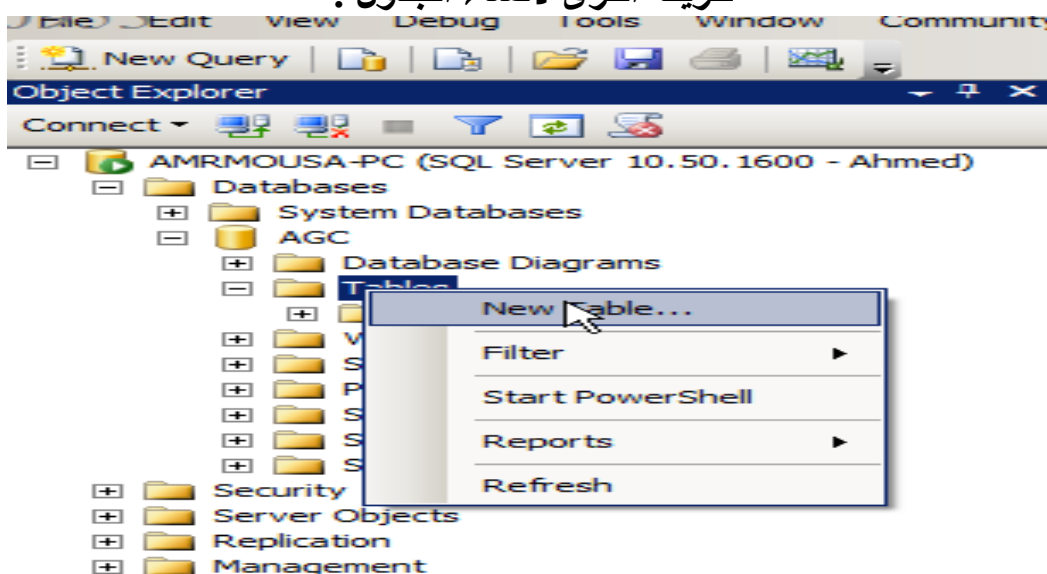 File Edit View Debug Tools Window Community
New Query
Object Explorer
Connect
AMRMOUSA-PC (SQL Server 10.50.1600 - Ahmed)
Databases
System Databases
AGC
Database Diagrams
Tables
New Table...
V
Filter
S
P
Start PowerShell
S
S
Reports
S
Refresh
Security
Server Objects
Replication
Management